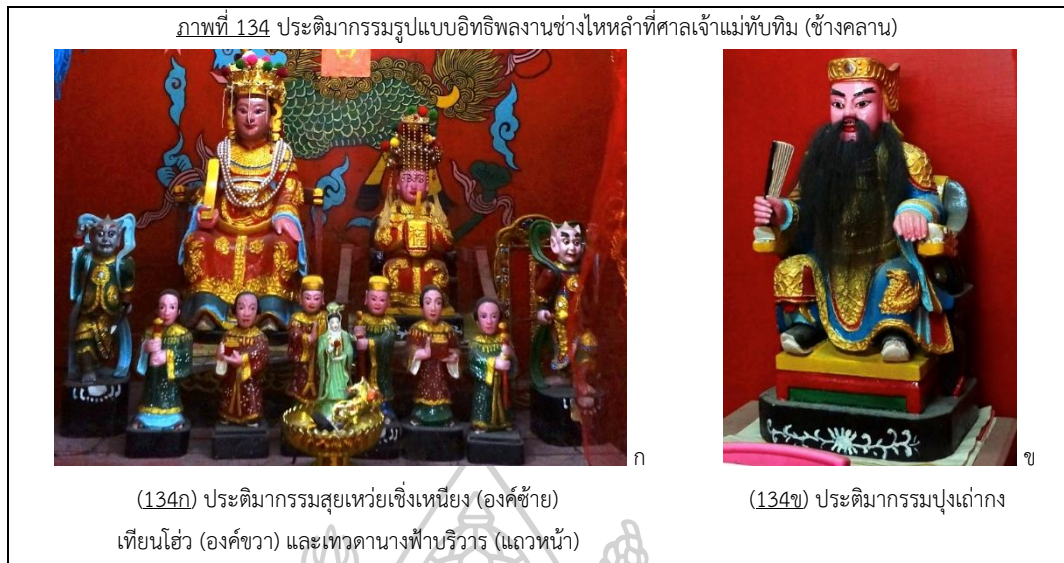 ภาพที่ 134 ประติมากรรมรูปแบบอิทธิพลงานช่างไหหลำที่ศาลเจ้าแม่ทับทิม (ช้างคลาน)
ก
ข
(134ก) ประติมากรรมสุยเหว่ยเชิ่งเหนียง (องค์ซ้าย)
เทียนโฮ่ว (องค์ขวา) และเทวดานางฟ้าบริวาร (แถวหน้า)
(134ข) ประติมากรรมปุงเถ่ากง